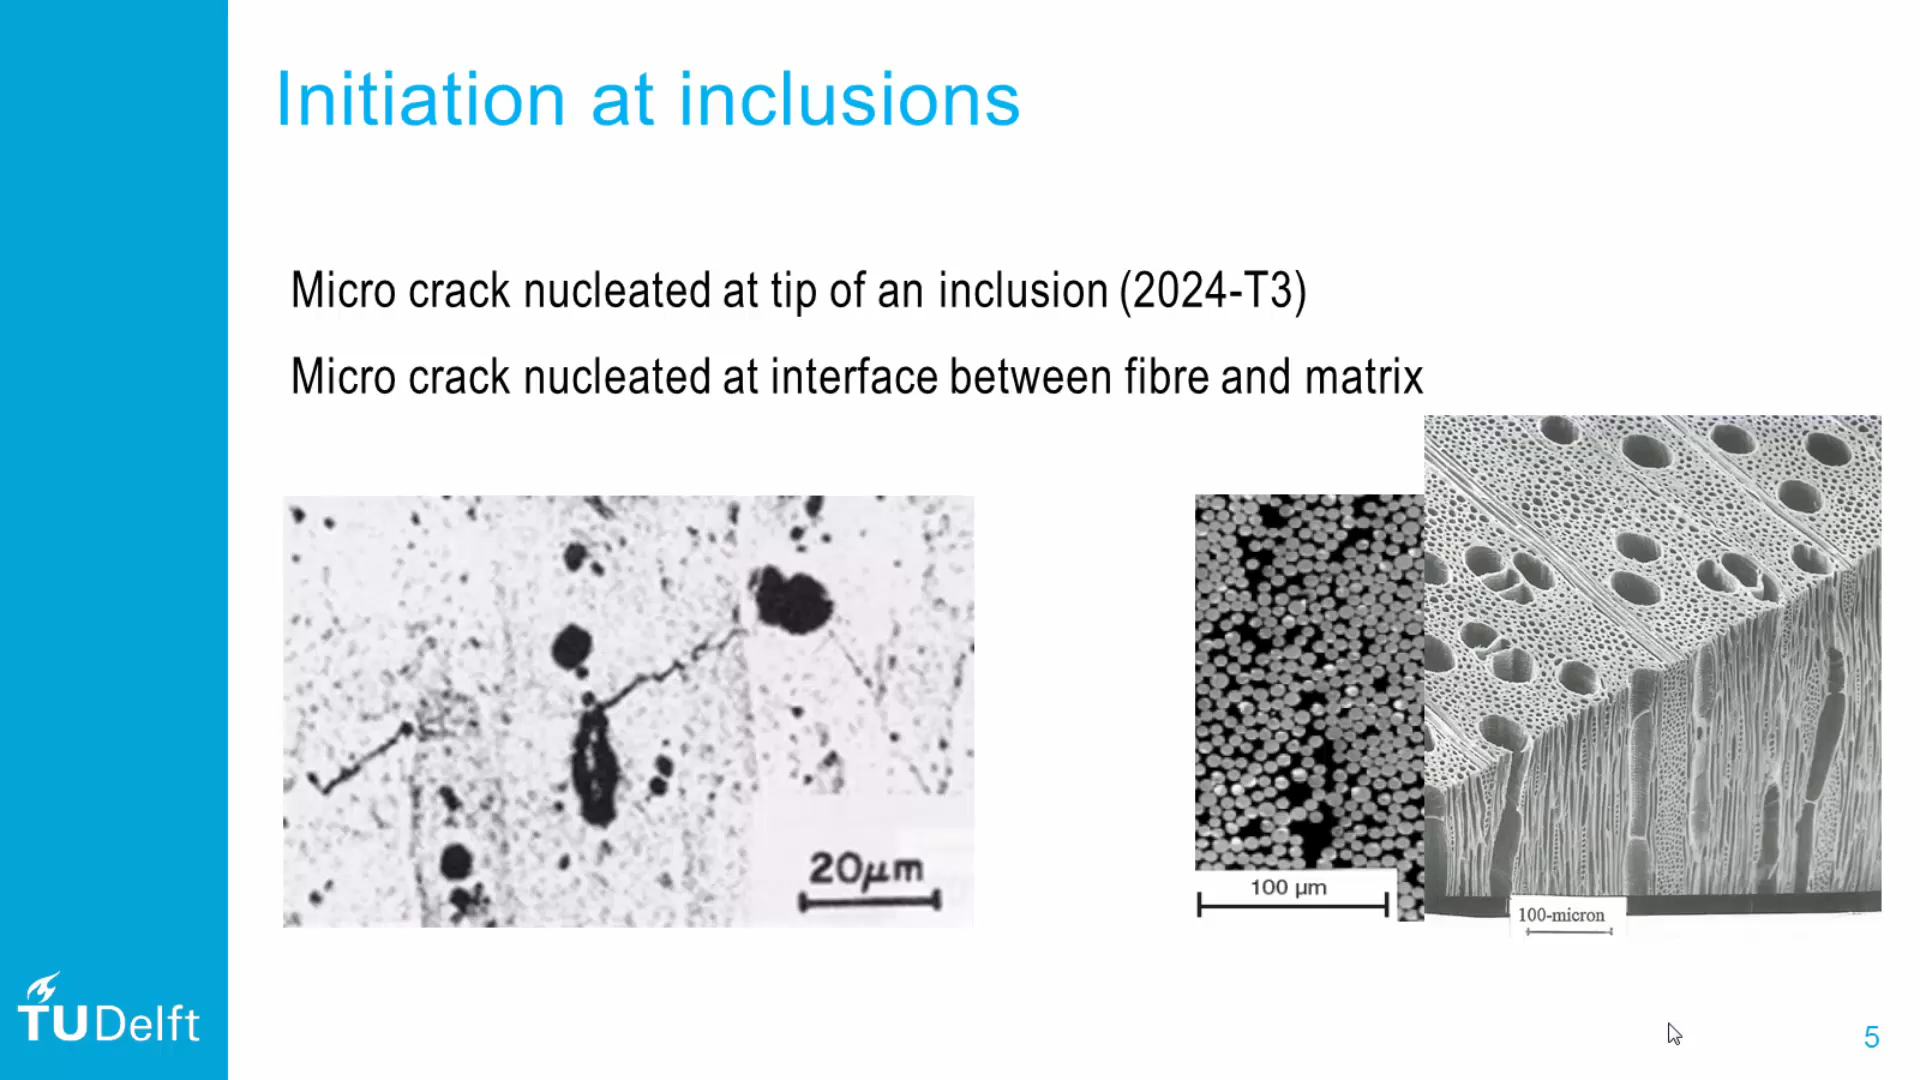 Initiation at inclusions
Micro crack nucleated at tip of an inclusion (2024-T3)
Micro crack nucleated at interface between fibre and matrix
20μm
100 μm
100-micron
TUDelft
5